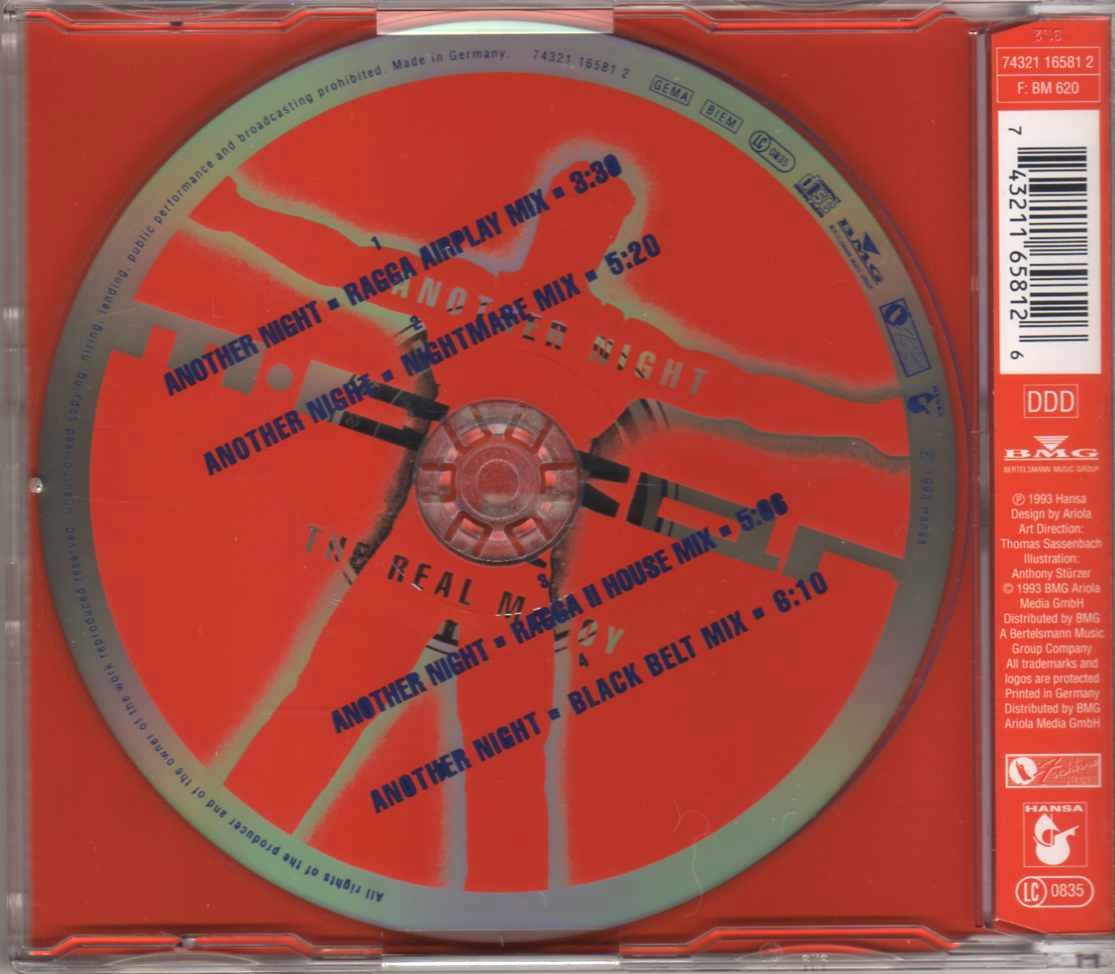 All rights of the producer and of the owner of the work reproduced reserved. Unauthorised copying, hiring, lending, public performance and broadcasting prohibited. Made in Germany. 74321 16581 2
GEMA
BIEM
LC 0835
BMG
1
ANOTHER NIGHT ▪ RAGGA AIRPLAY MIX ▪ 3:30
2
ANOTHER NIGHT ▪ NIGHTMARE MIX ▪ 5:20
ANOTHER NIGHT
THE REAL M
OY
3
ANOTHER NIGHT ▪ RAGGA II HOUSE MIX ▪ 5:06
4
ANOTHER NIGHT ▪ BLACK BELT MIX ▪ 6:10
74321 16581 2
F: BM 620
7 43211 65812 6
DDD
BMG
BERTELSMANN MUSIC GROUP
℗ 1993 Hansa
Design by Ariola
Art Direction:
Thomas Sassenbach
Illustration:
Anthony Stürzer
© 1993 BMG Ariola
Media GmbH
Distributed by BMG
A Bertelsmann Music
Group Company
All trademarks and
logos are protected
Printed in Germany
Distributed by BMG
Ariola Media GmbH
HANSA
LC 0835